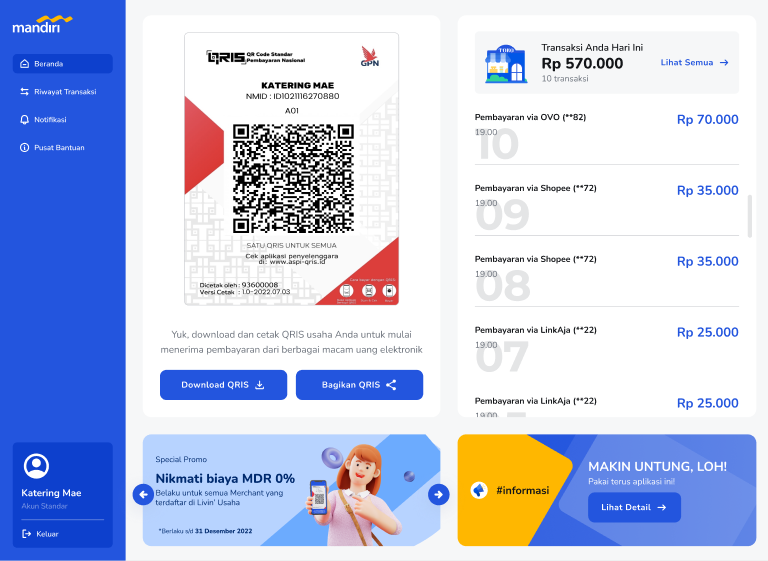 mandiri
Beranda
Riwayat Transaksi
Notifikasi
Pusat Bantuan
Katering Mae
Akun Standar
Keluar
QRIS QR Code Standar
Pembayaran Nasional
GPN
KATERING MAE
NMID : ID1021116270880
A01
SATU QRIS UNTUK SEMUA
Cek aplikasi penyelenggara
di: www.aspi-qris.id
Dicetak oleh : 93600008
Versi Cetak : 1.0-2022.07.03
Yuk, download dan cetak QRIS usaha Anda untuk mulai
menerima pembayaran dari berbagai macam uang elektronik
Download QRIS
Bagikan QRIS
TOKO
Transaksi Anda Hari Ini
Rp 570.000
10 transaksi
Lihat Semua
Pembayaran via OVO (**82)
Rp 70.000
19.00
10
Pembayaran via Shopee (**72)
Rp 35.000
19.00
09
Pembayaran via Shopee (**72)
Rp 35.000
19.00
08
Pembayaran via LinkAja (**22)
Rp 25.000
19.00
07
Pembayaran via LinkAja (**22)
Rp 25.000
19.00
Special Promo
Nikmati biaya MDR 0%
Belaku untuk semua Merchant yang
terdaftar di Livin' Usaha
*Berlaku s/d 31 Desember 2022
#informasi
MAKIN UNTUNG, LOH!
Pakai terus aplikasi ini!
Lihat Detail